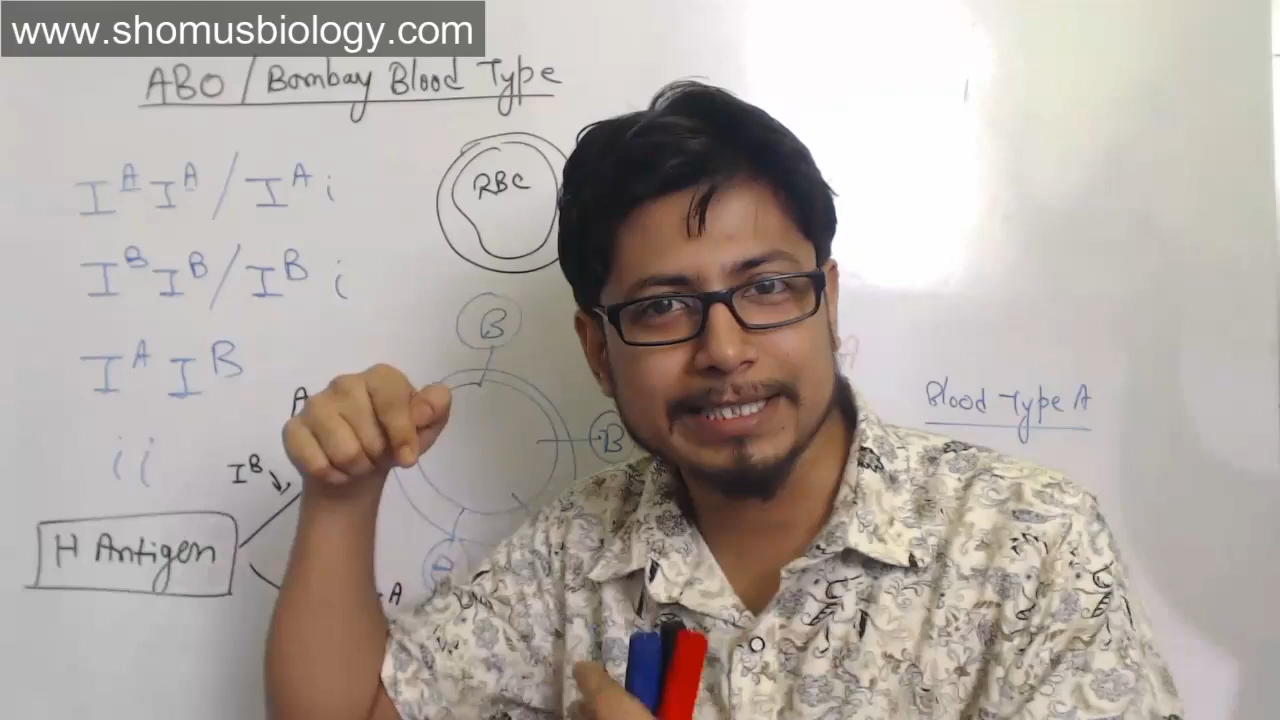 www.shomusbiology.com
ABO / Bombay Blood Type
I^A I^A / I^A i
RBC
I^B I^B / I^B i
B
I^A I^B
A
Blood Type A
B
ii
I^B
H Antigen
A